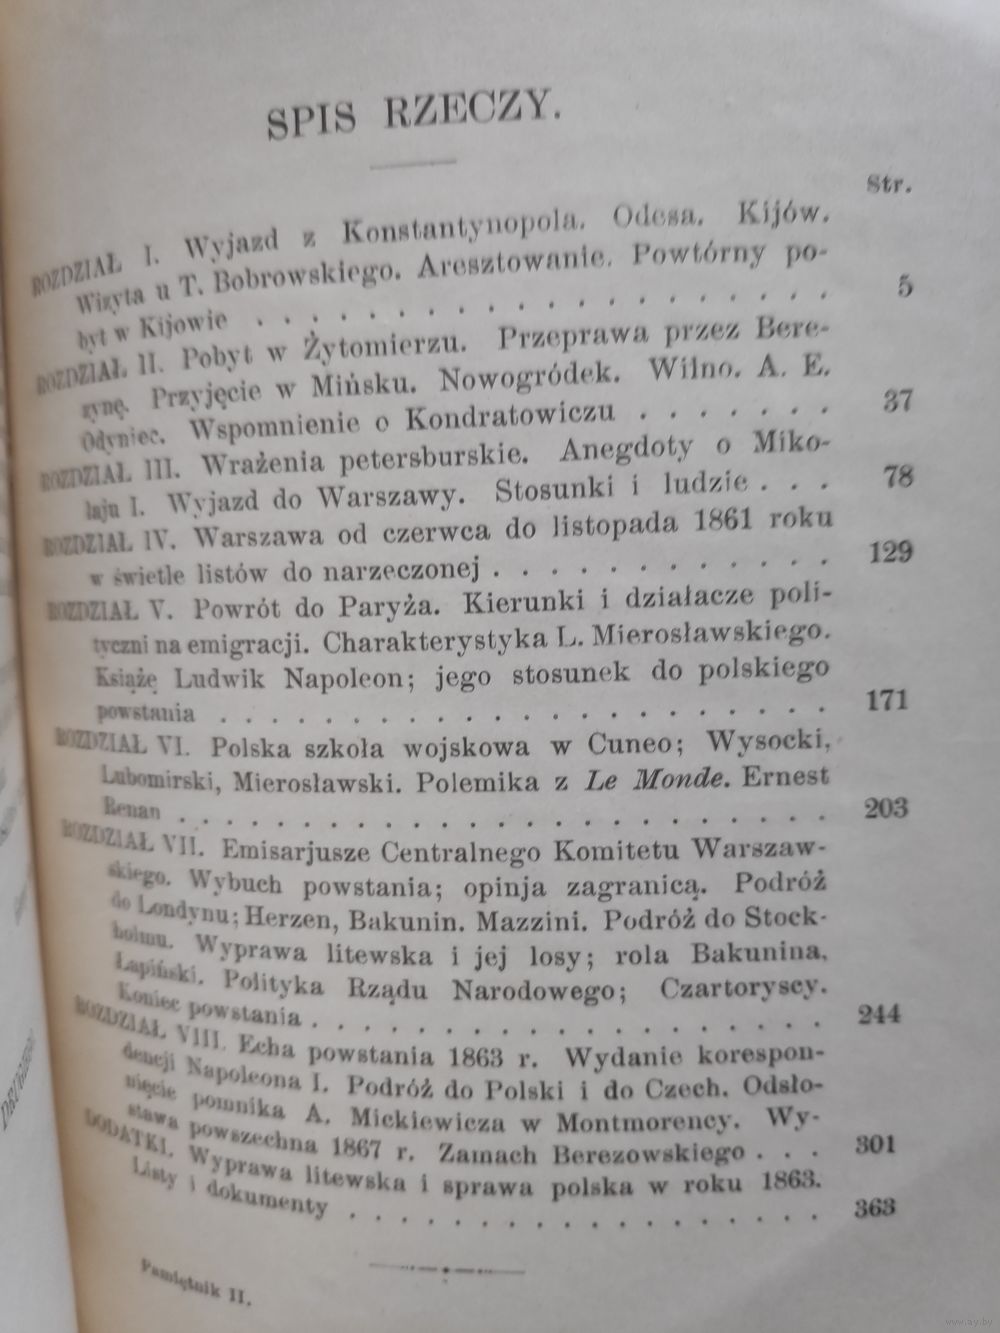 SPIS RZECZY.
Str.
ROZDZIAŁ I. Wyjazd z Konstantynopola. Odesa. Kijów.
Wizyta u T. Bobrowskiego. Aresztowanie. Powtórny po-
byt w Kijowie . . . . . . . . . . . . . . . . . . . . . 5
ROZDZIAŁ II. Pobyt w Żytomierzu. Przeprawa przez Bere-
zynę. Przyjęcie w Mińsku. Nowogródek. Wilno. A. E.
Odyniec. Wspomnienie o Kondratowiczu . . . . . . . 37
ROZDZIAŁ III. Wrażenia petersburskie. Anegdoty o Miko-
łaju I. Wyjazd do Warszawy. Stosunki i ludzie . . . 78
ROZDZIAŁ IV. Warszawa od czerwca do listopada 1861 roku
w świetle listów do narzeczonej . . . . . . . . . . . . . 129
ROZDZIAŁ V. Powrót do Paryża. Kierunki i działacze poli-
tyczni na emigracji. Charakterystyka L. Mierosławskiego.
Książę Ludwik Napoleon; jego stosunek do polskiego
powstania . . . . . . . . . . . . . . . . . . . . . . . 171
ROZDZIAŁ VI. Polska szkoła wojskowa w Cuneo; Wysocki,
Lubomirski, Mierosławski. Polemika z Le Monde. Ernest
Renan . . . . . . . . . . . . . . . . . . . . . . . . 203
ROZDZIAŁ VII. Emisarjusze Centralnego Komitetu Warszaw-
skiego. Wybuch powstania; opinja zagranicą. Podróż
do Londynu; Herzen, Bakunin. Mazzini. Podróż do Stock-
holmu. Wyprawa litewska i jej losy; rola Bakunina,
Łapiński. Polityka Rządu Narodowego; Czartoryscy.
Koniec powstania . . . . . . . . . . . . . . . . . . . 244
ROZDZIAŁ VIII. Echa powstania 1863 r. Wydanie korespon-
dencji Napoleona I. Podróż do Polski i do Czech. Odsło-
nięcie pomnika A. Mickiewicza w Montmorency. Wy-
stawa powszechna 1867 r. Zamach Berezowskiego . . . 301
DODATKI. Wyprawa litewska i sprawa polska w roku 1863.
Listy i dokumenty . . . . . . . . . . . . . . . . . . 363
Pamiętnik II.
www.ay.by